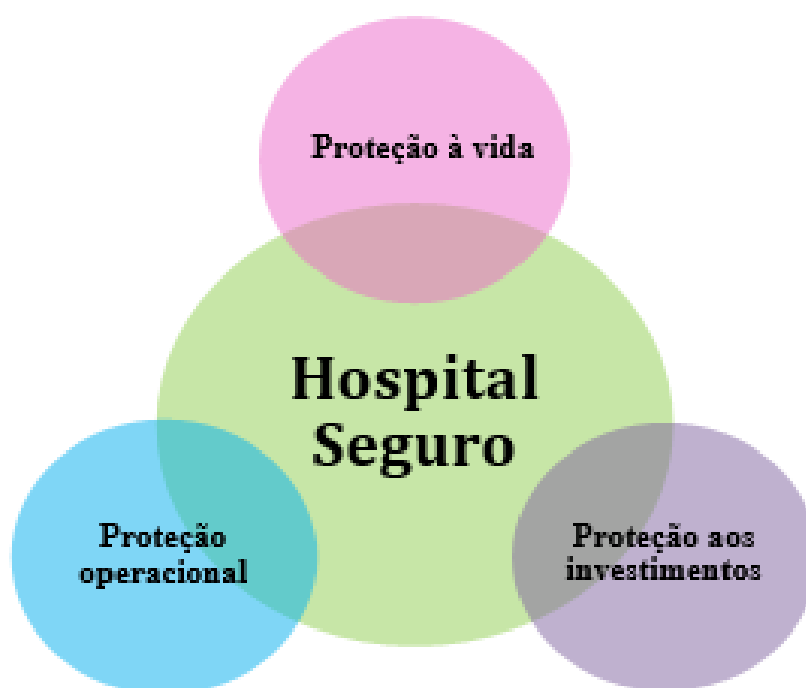 Proteção à vida
Hospital
Seguro
Proteção
operacional
Proteção aos
investimentos